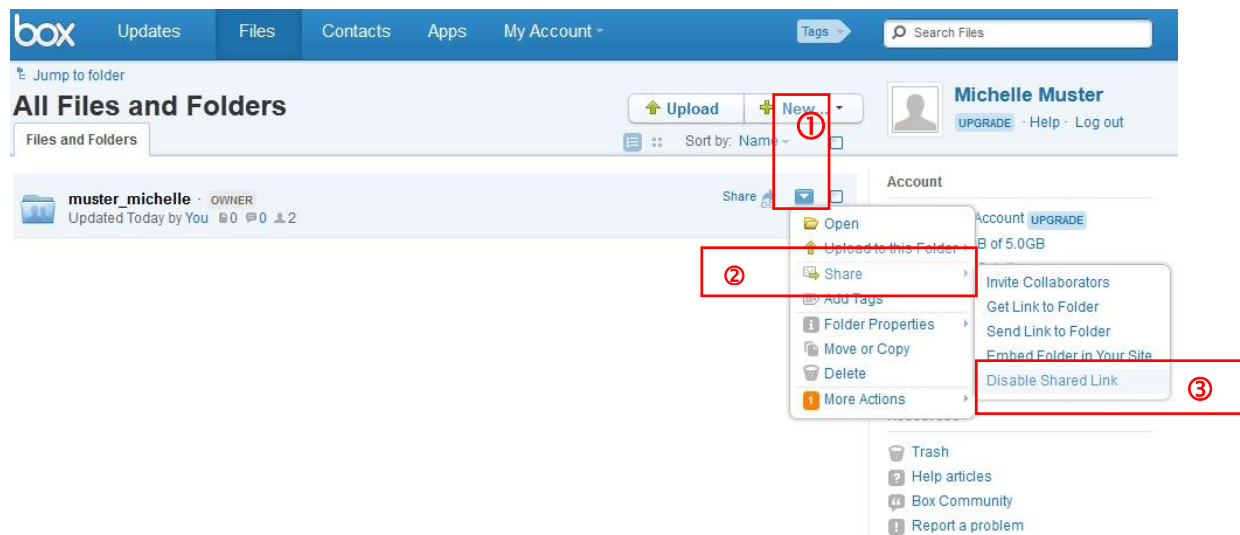 box Updates Files Contacts Apps My Account Tags Search Files
Jump to folder
All Files and Folders
Upload New...
Michelle Muster
UPGRADE · Help · Log out
Files and Folders
Sort by: Name
①
muster_michelle · OWNER
Updated Today by You 0 0 2
Share
Account
Account UPGRADE
B of 5.0GB
Open
Upload to this Folder
② Share
Add Tags
Folder Properties
Move or Copy
Delete
1 More Actions
Invite Collaborators
Get Link to Folder
Send Link to Folder
Embed Folder in Your Site
Disable Shared Link ③
Resources
Trash
Help articles
Box Community
Report a problem